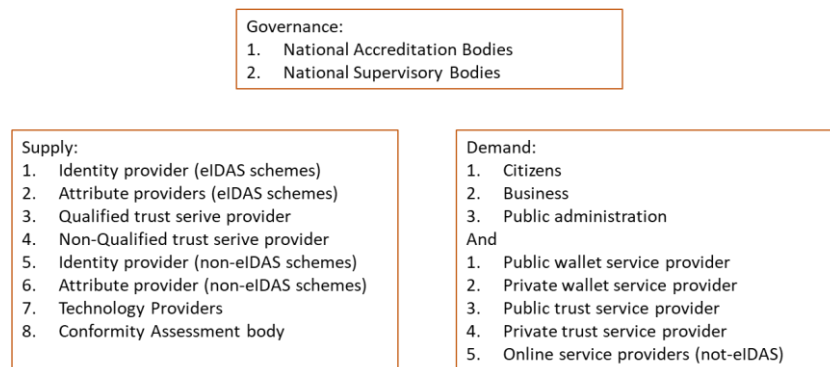 Governance:
1. National Accreditation Bodies
2. National Supervisory Bodies
Supply:
1. Identity provider (eIDAS schemes)
2. Attribute providers (eIDAS schemes)
3. Qualified trust serive provider
4. Non-Qualified trust serive provider
5. Identity provider (non-eIDAS schemes)
6. Attribute provider (non-eIDAS schemes)
7. Technology Providers
8. Conformity Assessment body
Demand:
1. Citizens
2. Business
3. Public administration
And
1. Public wallet service provider
2. Private wallet service provider
3. Public trust service provider
4. Private trust service provider
5. Online service providers (not-eIDAS)